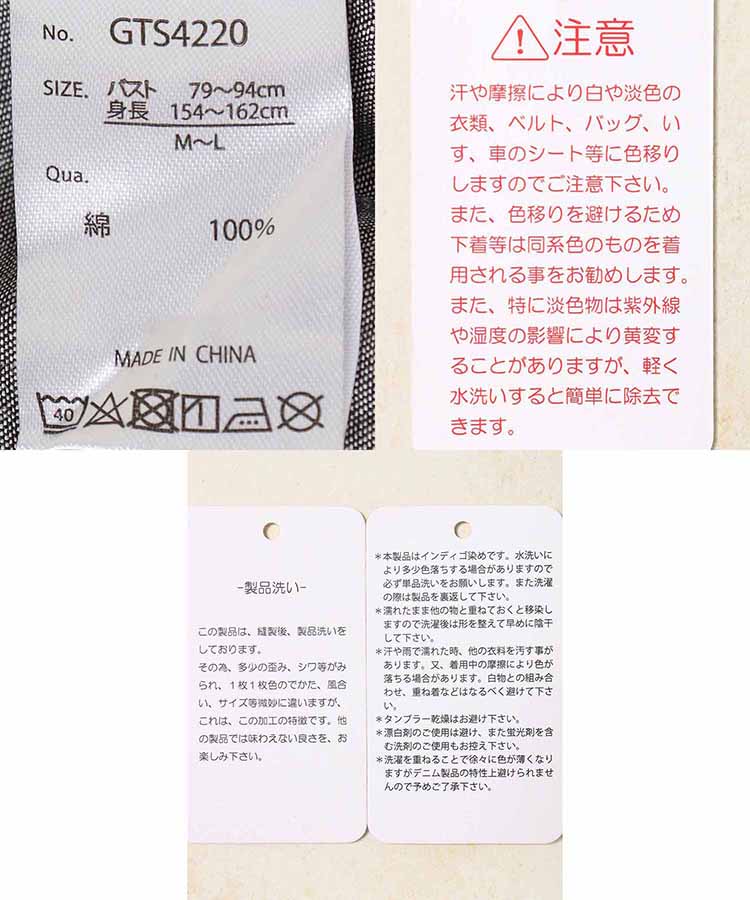 No. GTS4220
SIZE. バスト 79〜94cm
身長 154〜162cm
M〜L
Qua.
綿 100%
MADE IN CHINA
40
注意
汗や摩擦により白や淡色の
衣類、ベルト、バッグ、い
す、車のシート等に色移り
しますのでご注意下さい。
また、色移りを避けるため
下着等は同系色のものを着
用される事をお勧めします。
また、特に淡色物は紫外線
や湿度の影響により黄変す
ることがありますが、軽く
水洗いすると簡単に除去で
きます。
-製品洗い-
この製品は、縫製後、製品洗いを
しております。
その為、多少の歪み、シワ等がみ
られ、1枚1枚色のでかた、風合
い、サイズ等微妙に違いますが、
これは、この加工の特徴です。他
の製品では味わえない良さを、お
楽しみ下さい。
＊本製品はインディゴ染めです。水洗いに
より多少色落ちする場合がありますので
必ず単品洗いをお願いします。また洗濯
の際は製品を裏返して下さい。
＊濡れたまま他の物と重ねておくと移染し
ますので洗濯後は形を整えて早めに陰干
して下さい。
＊汗や雨で濡れた時、他の衣料を汚す事が
あります。又、着用中の摩擦により色が
落ちる場合があります。白物との組み合
わせ、重ね着などはなるべく避けて下さ
い。
＊タンブラー乾燥はお避け下さい。
＊漂白剤のご使用は避け、また蛍光剤を含
む洗剤のご使用もお控え下さい。
＊洗濯を重ねることで徐々に色が薄くなり
ますがデニム製品の特性上避けられませ
んので予めご了承下さい。